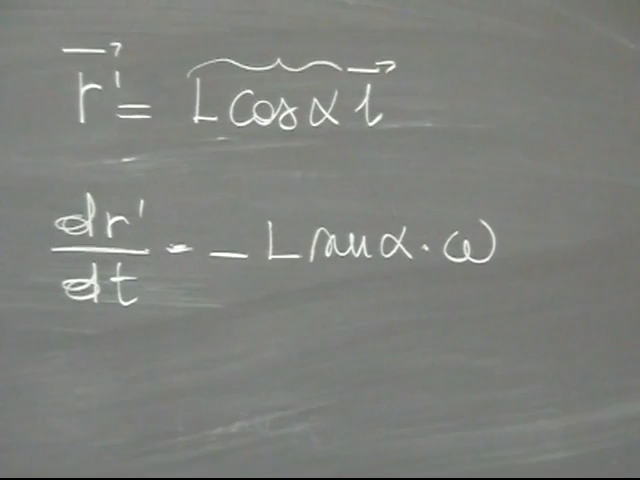 r⃗' = L cos α i⃗
dr'/dt = - L sin α · ω